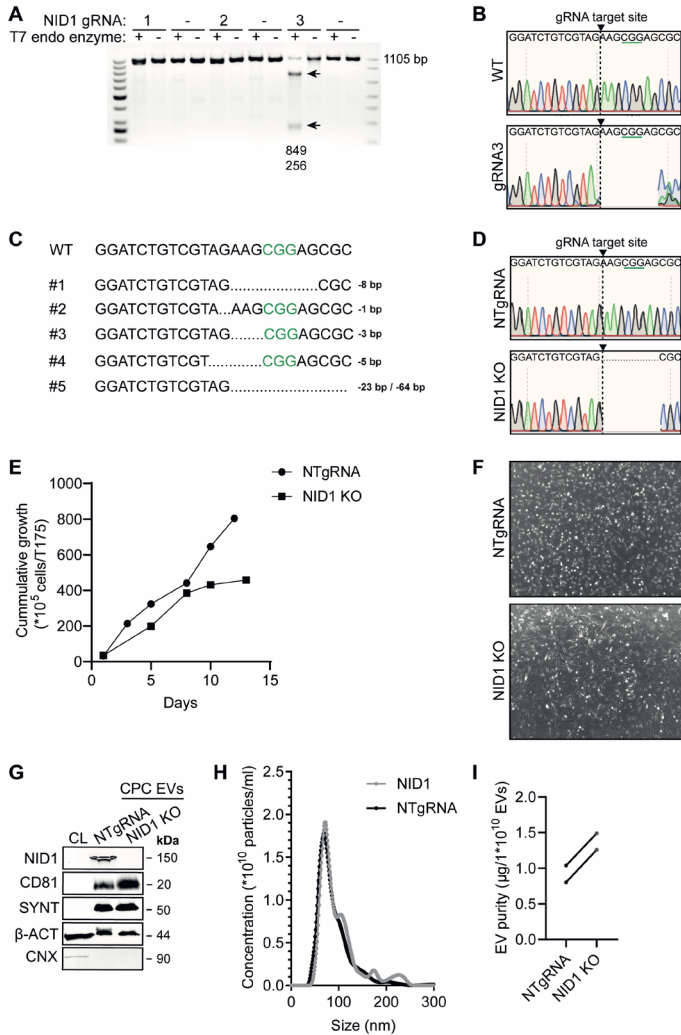 A
NID1 gRNA: 1 - 2 - 3 -
T7 endo enzyme: + - + - + - + - + - + -
1105 bp
849
256
B
gRNA target site
GGATCTGTCGTAGAAGCGGAGCGC
WT
GGATCTGTCGTAGAAGCGGAGCGC
gRNA3
C
WT GGATCTGTCGTAGAAGCGGAGCGC
#1 GGATCTGTCGTAG...................CGC -8 bp
#2 GGATCTGTCGTA...AAGCGGAGCGC -1 bp
#3 GGATCTGTCGTAG........CGGAGCGC -3 bp
#4 GGATCTGTCGT............CGGAGCGC -5 bp
#5 GGATCTGTCGTAG.......................... -23 bp / -64 bp
D
gRNA target site
GGATCTGTCGTAGAAGCGGAGCGC
NTgRNA
GGATCTGTCGTAG......................CGC
NID1 KO
E
NTgRNA
NID1 KO
Cummulative growth
(*10⁵ cells/T175)
1000
800
600
400
200
0
0 5 10 15
Days
F
NTgRNA
NID1 KO
G
CPC EVs
CL NTgRNA NID1 KO kDa
NID1 - 150
CD81 - 20
SYNT - 50
β-ACT - 44
CNX - 90
H
NID1
NTgRNA
Concentration (*10¹⁰ particles/ml)
2.5
2.0
1.5
1.0
0.5
0.0
0 100 200 300
Size (nm)
I
EV purity (μg/1*10¹⁰ EVs)
2.0
1.5
1.0
0.5
0.0
NTgRNA
NID1 KO